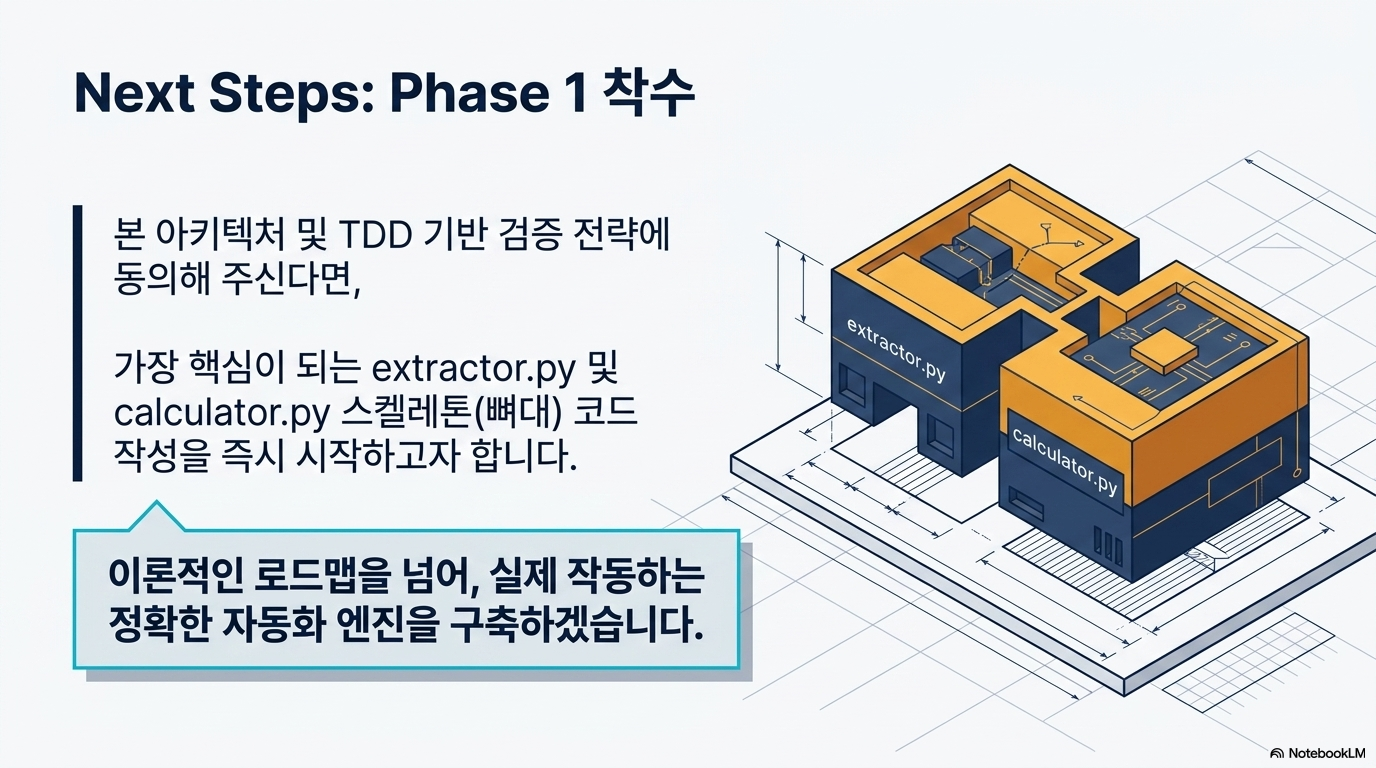 Next Steps: Phase 1 착수
본 아키텍처 및 TDD 기반 검증 전략에
동의해 주신다면,
가장 핵심이 되는 extractor.py 및
calculator.py 스켈레톤(뼈대) 코드
작성을 즉시 시작하고자 합니다.
이론적인 로드맵을 넘어, 실제 작동하는
정확한 자동화 엔진을 구축하겠습니다.
extractor.py
calculator.py
NotebookLM